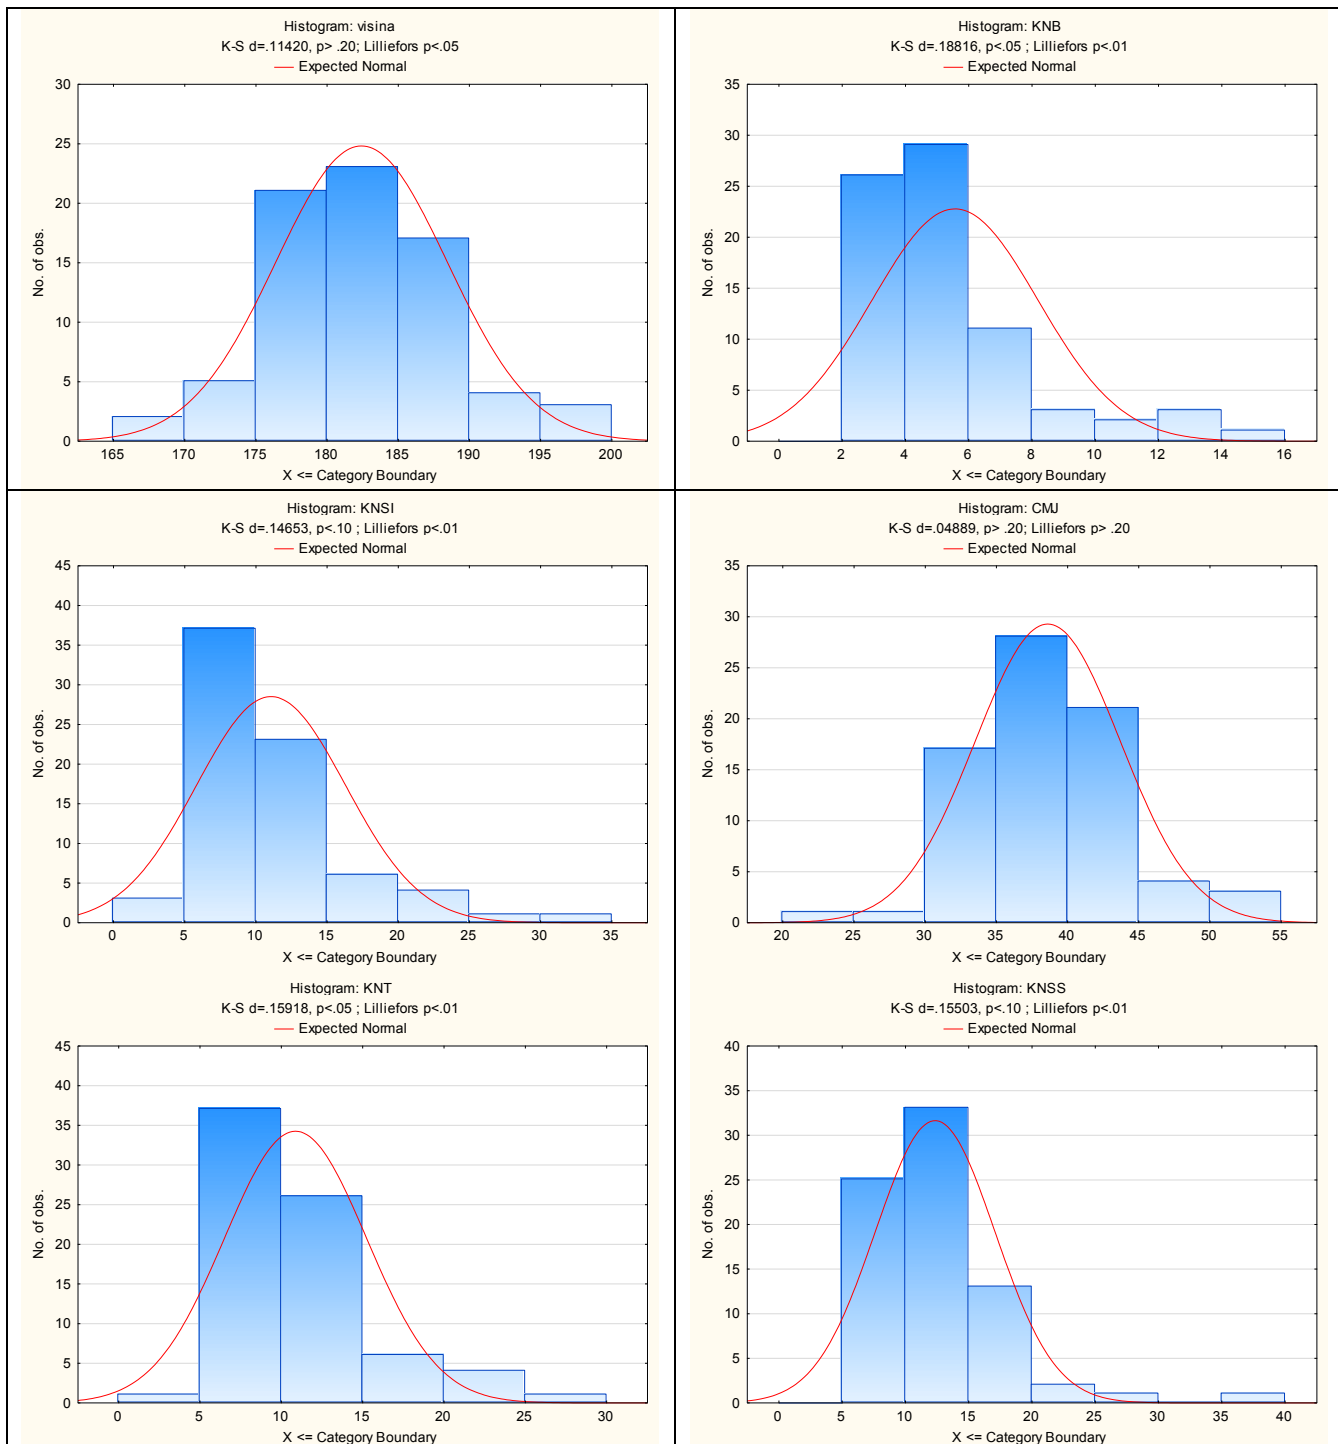 Histogram: visina
K-S d=.11420, p> .20; Lilliefors p<.05
Expected Normal
30
25
20
15
10
5
0
No. of obs.
165 170 175 180 185 190 195 200
X <= Category Boundary
Histogram: KNB
K-S d=.18816, p<.05 ; Lilliefors p<.01
Expected Normal
35
30
25
20
15
10
5
0
No. of obs.
0 2 4 6 8 10 12 14 16
X <= Category Boundary
Histogram: KNSI
K-S d=.14653, p<.10 ; Lilliefors p<.01
Expected Normal
45
40
35
30
25
20
15
10
5
0
No. of obs.
0 5 10 15 20 25 30 35
X <= Category Boundary
Histogram: CMJ
K-S d=.04889, p> .20; Lilliefors p> .20
Expected Normal
35
30
25
20
15
10
5
0
No. of obs.
20 25 30 35 40 45 50 55
X <= Category Boundary
Histogram: KNT
K-S d=.15918, p<.05 ; Lilliefors p<.01
Expected Normal
45
40
35
30
25
20
15
10
5
0
No. of obs.
0 5 10 15 20 25 30
X <= Category Boundary
Histogram: KNSS
K-S d=.15503, p<.10 ; Lilliefors p<.01
Expected Normal
40
35
30
25
20
15
10
5
0
No. of obs.
0 5 10 15 20 25 30 35 40
X <= Category Boundary